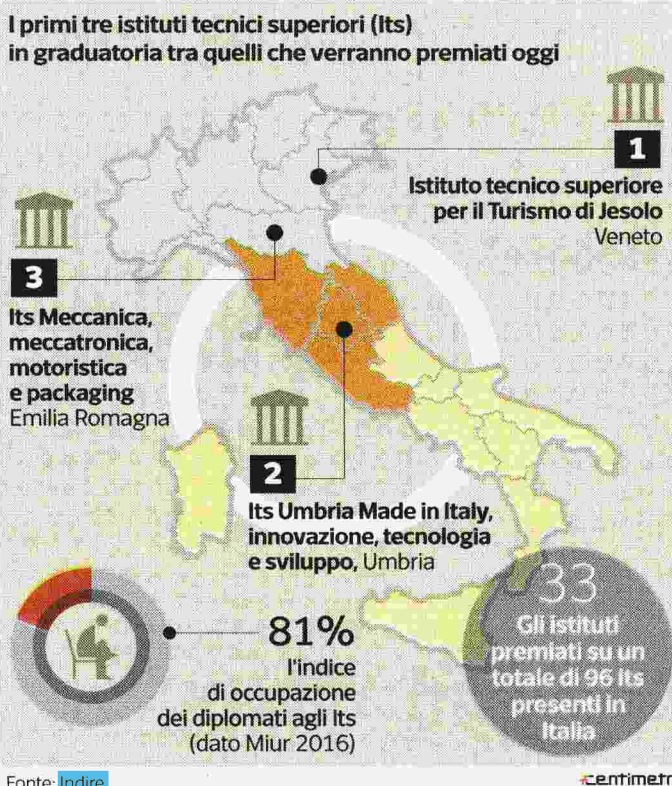 I primi tre istituti tecnici superiori (Its)
in graduatoria tra quelli che verranno premiati oggi
1
Istituto tecnico superiore
per il Turismo di Jesolo
Veneto
3
Its Meccanica,
meccatronica,
motoristica
e packaging
Emilia Romagna
2
Its Umbria Made in Italy,
innovazione, tecnologia
e sviluppo, Umbria
81%
l'indice
di occupazione
dei diplomati agli Its
(dato Miur 2016)
33
Gli istituti
premiati su un
totale di 96 its
presenti in
Italia
Fonte: Indire
centimetr